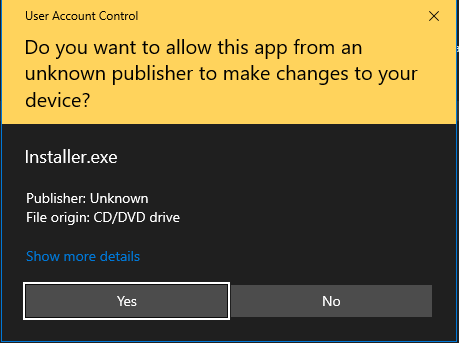 User Account Control
Do you want to allow this app from an
unknown publisher to make changes to your
device?
Installer.exe
Publisher: Unknown
File origin: CD/DVD drive
Show more details
Yes
No